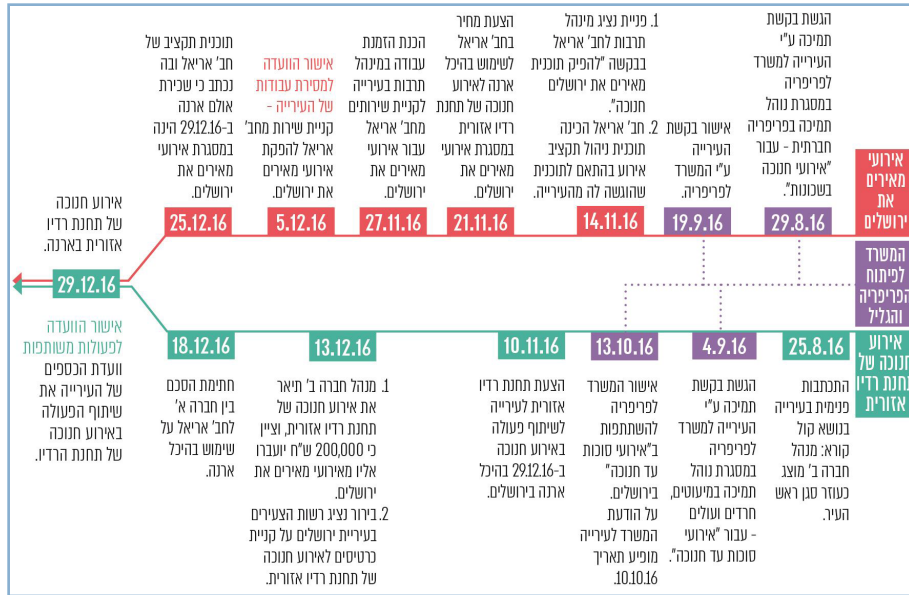 אירועי
מאירים
את
ירושלים
הגשת בקשת
תמיכה ע"י
העירייה למשרד
לפריפריה
במסגרת נוהל
תמיכה בפריפריה
חברתית - עבור
"אירועי חנוכה
בשכונות".
29.8.16
אישור בקשת
העירייה
ע"י המשרד
לפריפריה.
19.9.16
1. פניית נציג מינהל
תרבות לחב' אריאל
בבקשה "להפיק תוכנית
מאירים את ירושלים
חנוכה".
2. חב' אריאל הכינה
תוכנית ניהול תקציב
אירוע בהתאם לתוכנית
שהוגשה לה מהעירייה.
14.11.16
הצעת מחיר
בחב' אריאל
לשימוש בהיכל
ארנה לאירוע
חנוכה של תחנת
רדיו אזורית
במסגרת אירועי
מאירים את
ירושלים.
21.11.16
הכנת הזמנת
עבודה במינהל
תרבות בעירייה
לקניית שירותים
מחב' אריאל
עבור אירועי
מאירים את
ירושלים.
27.11.16
אישור הוועדה
למסירת עבודות
של העירייה -
קניית שירות מחב'
אריאל להפקת
אירועי מאירים
את ירושלים.
5.12.16
תוכנית תקציב של
חב' אריאל ובה
נכתב כי שכירת
אולם ארנה
ב-29.12.16 הינה
במסגרת אירועי
מאירים את
ירושלים.
25.12.16
אירוע חנוכה
של תחנת רדיו
אזורית בארנה.
29.12.16
אישור הוועדה
לפעולות משותפות
וועדת הכספים
של העירייה את
שיתוף הפעולה
באירוע חנוכה
של תחנת הרדיו.
המשרד
לפיתוח
הפריפריה
והגליל
אירוע
חנוכה של
תחנת רדיו
אזורית
25.8.16
התכתבות
פנימית בעירייה
בנושא קול
קורא: מנהל
חברה ב' מוצג
כעוזר סגן ראש
העיר.
4.9.16
הגשת בקשת
תמיכה ע"י
העירייה למשרד
לפריפריה
במסגרת נוהל
תמיכה במיעוטים,
חרדים ועולים
- עבור "אירועי
סוכות עד חנוכה".
13.10.16
אישור המשרד
לפריפריה
להשתתפות
ב"אירועי סוכות
עד חנוכה"
בירושלים.
על הודעת
המשרד לעירייה
מופיע תאריך
10.10.16.
10.11.16
הצעת תחנת רדיו
אזורית לעירייה
לשיתוף פעולה
באירוע חנוכה
ב-29.12.16 בהיכל
ארנה בירושלים.
13.12.16
1. מנהל חברה ב' תיאר
את אירוע חנוכה של
תחנת רדיו אזורית, וציין
כי 200,000 ש"ח יועברו
אליו מאירועי מאירים את
ירושלים.
2. בירור נציג רשות הצעירים
בעיריית ירושלים על קניית
כרטיסים לאירוע חנוכה
של תחנת רדיו אזורית.
18.12.16
חתימת הסכם
בין חברה א'
לחב' אריאל על
שימוש בהיכל
ארנה.